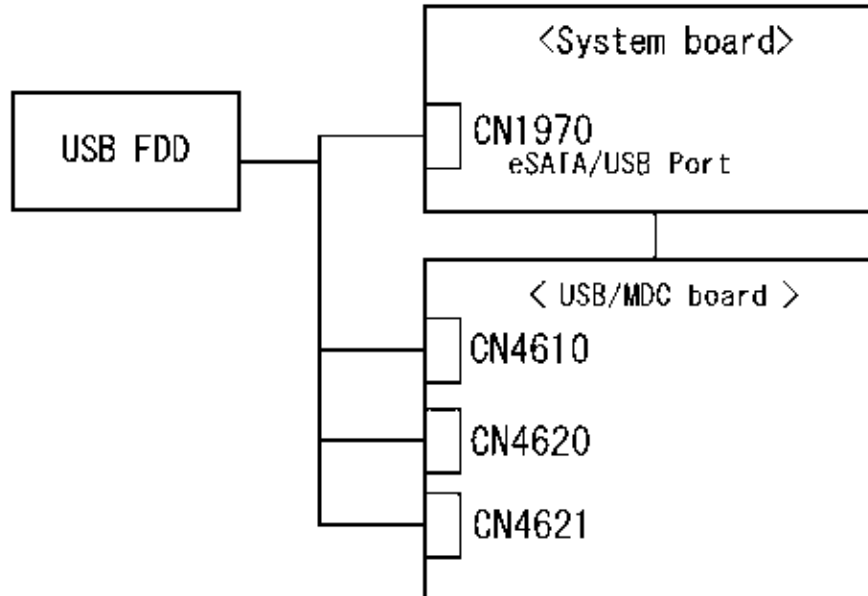 <System board>
USB FDD
CN1970
eSATA/USB Port
< USB/MDC board >
CN4610
CN4620
CN4621